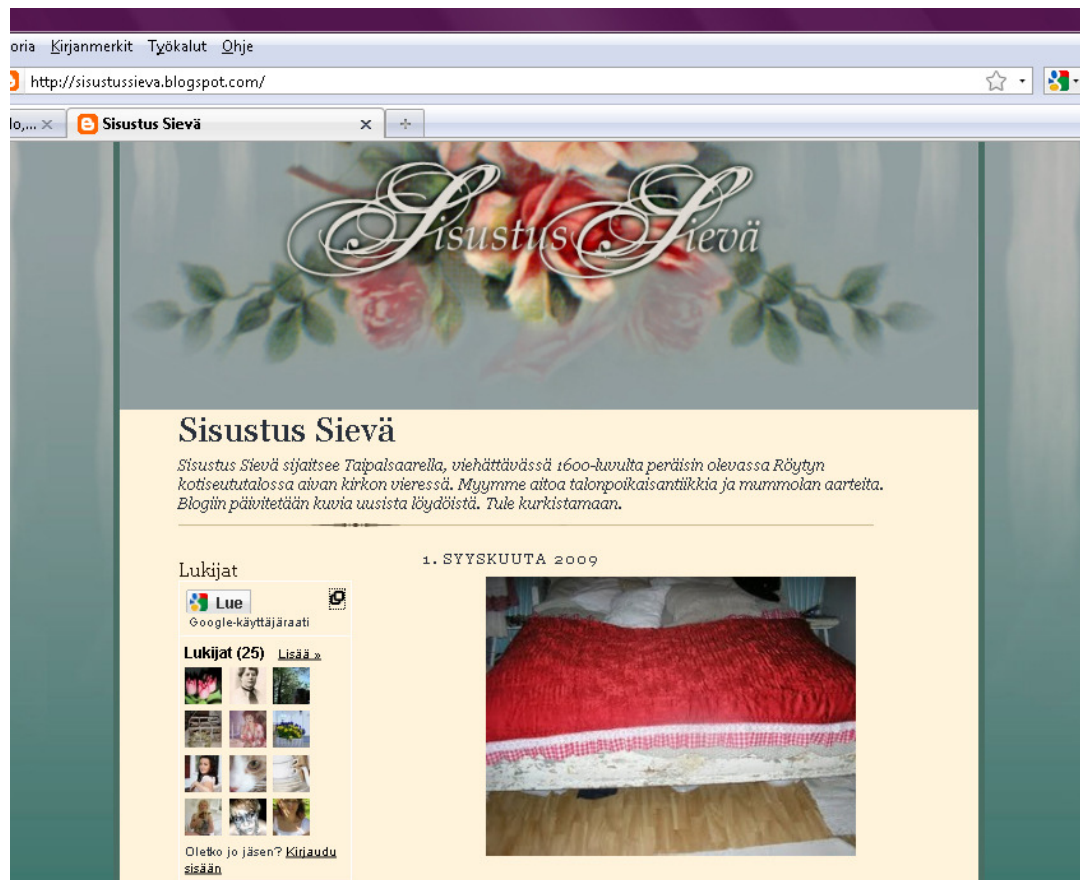 oria Kirjanmerkit Työkalut Ohje
http://sisustussieva.blogspot.com/
lo,... Sisustus Sievä
Sisustus Sievä
Sisustus Sievä
Sisustus Sievä sijaitsee Taipalsaarella, viehättävässä 1600-luvulta peräisin olevassa Röytyn
kotiseututalossa aivan kirkon vieressä. Myymme aitoa talonpoikaisantiikkia ja mummolan aarteita.
Blogiin päivitetään kuvia uusista löydöistä. Tule kurkistamaan.
Lukijat
Lue
Google-käyttäjäraati
Lukijat (25) Lisää »
Oletko jo jäsen? Kirjaudu
sisään
1. SYYSKUUTA 2009